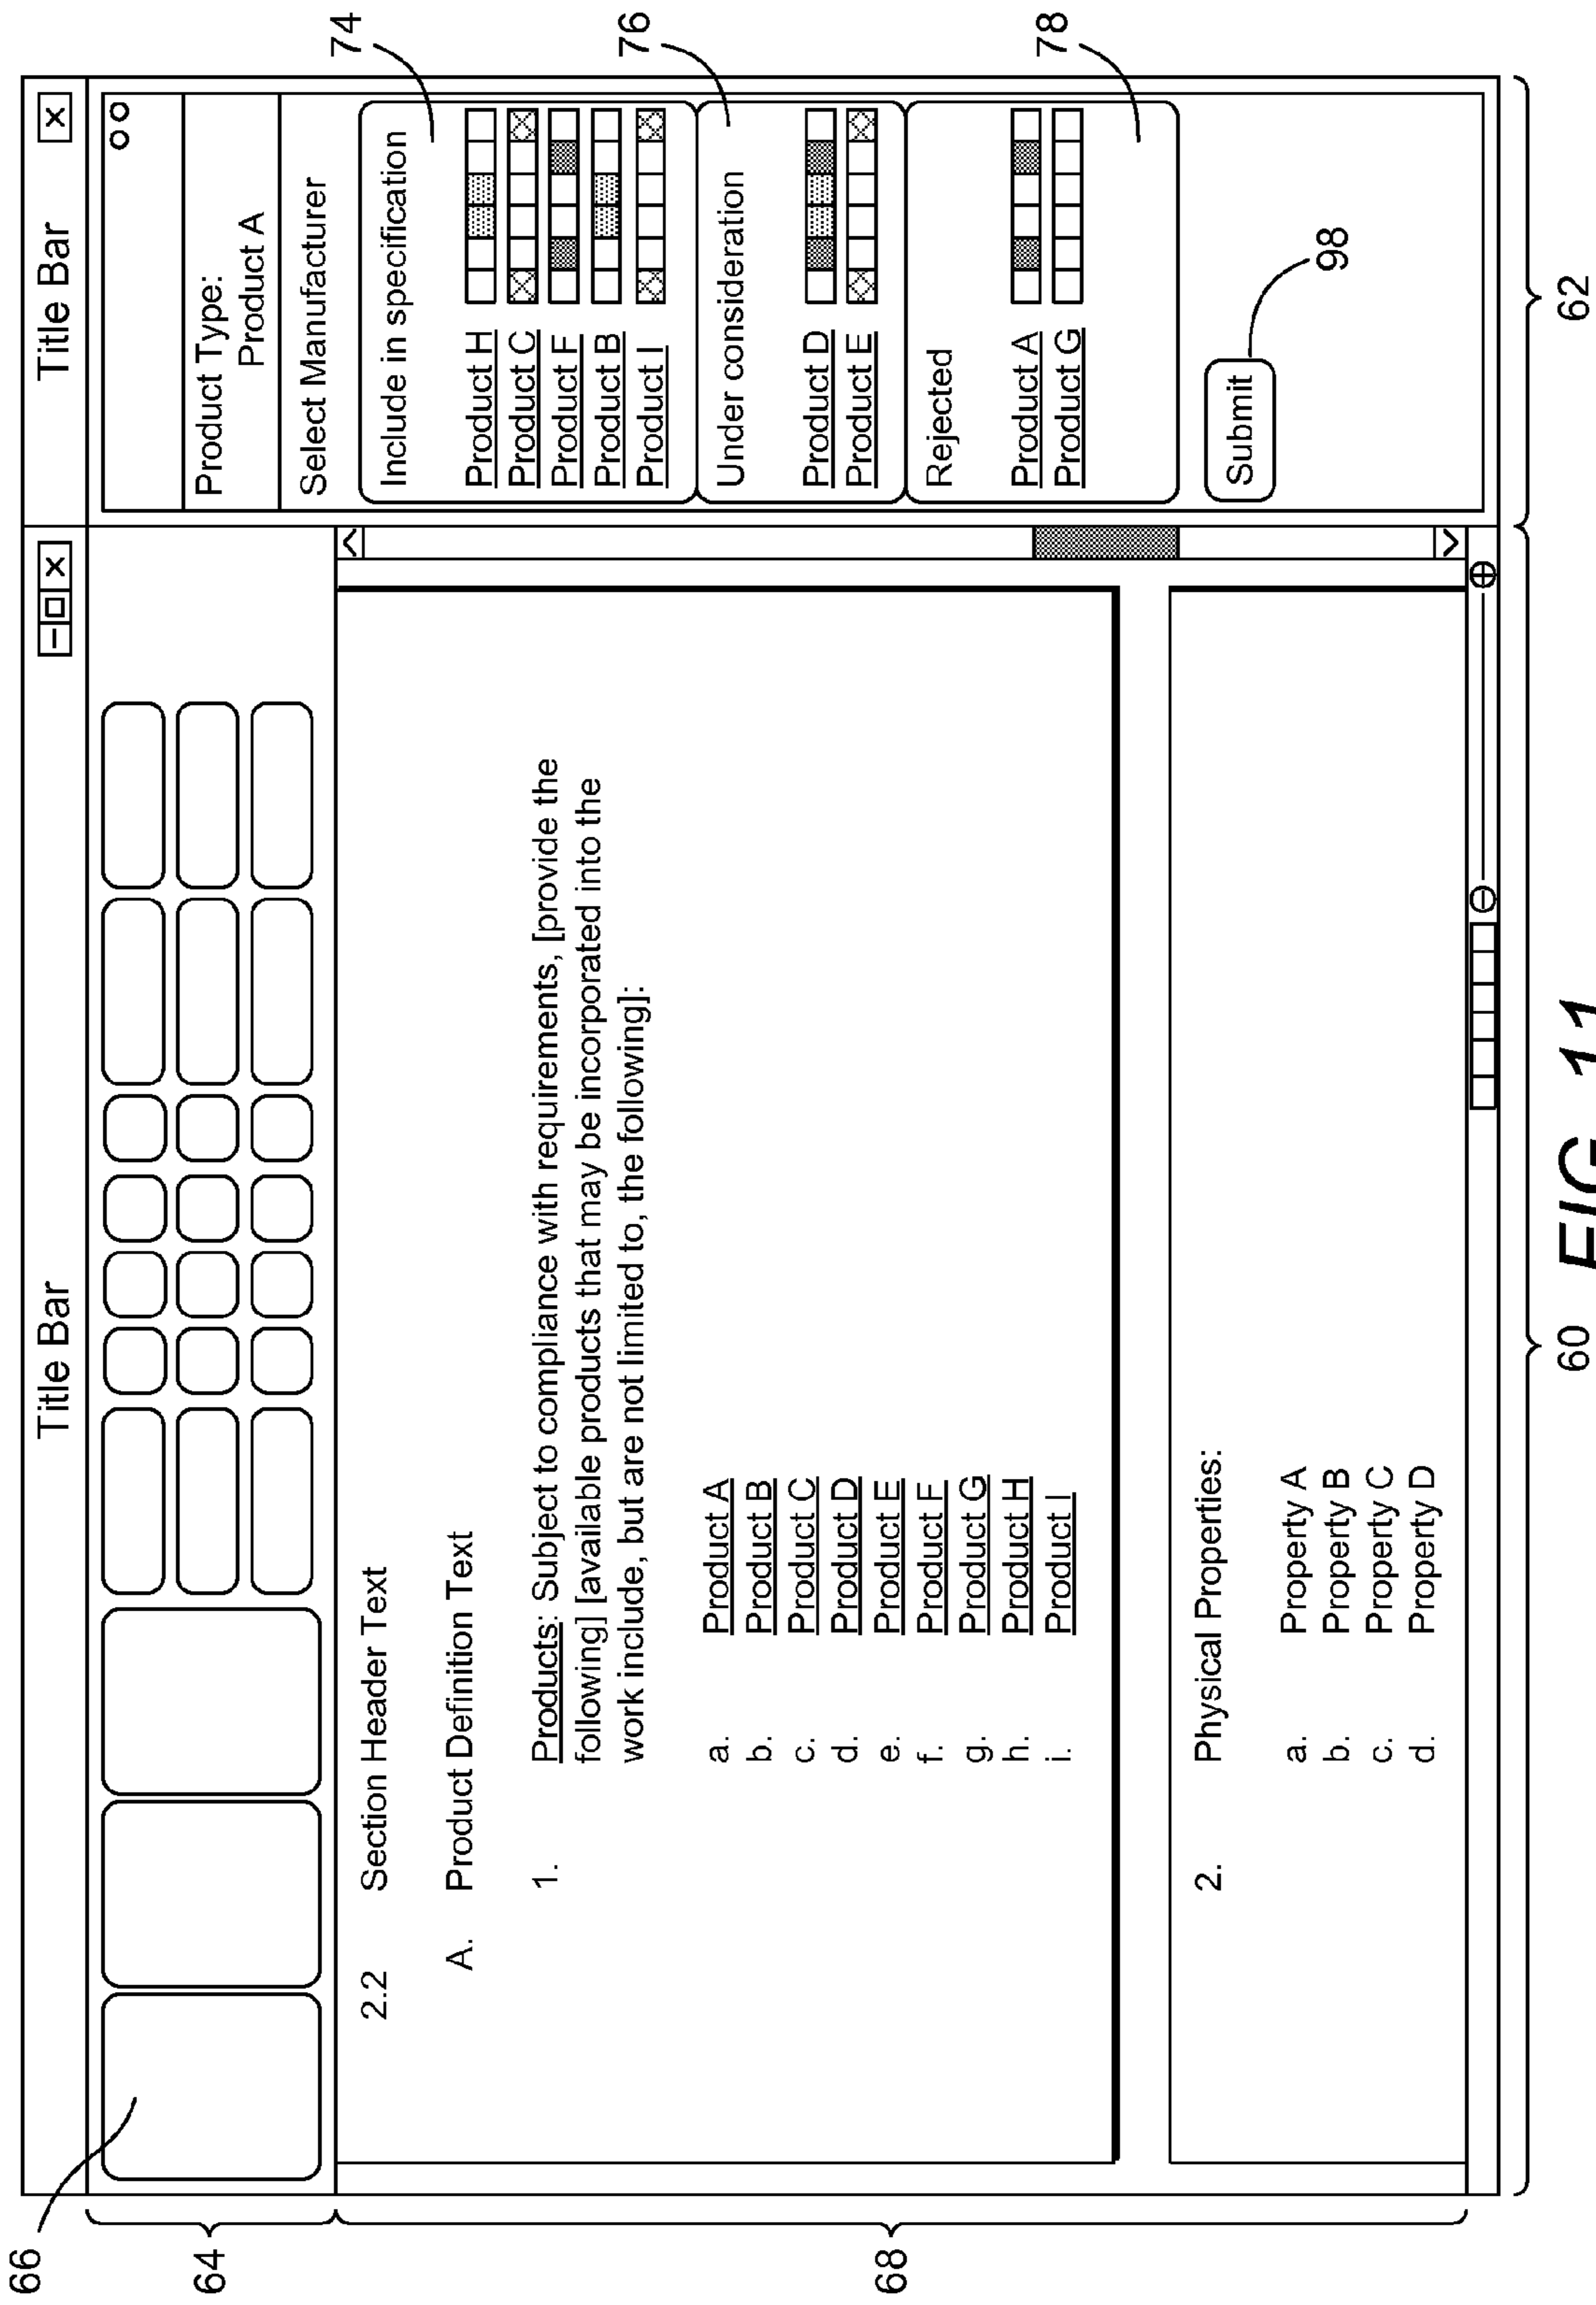 66
64
68
Title Bar
Title Bar
2.2 Section Header Text
A. Product Definition Text
1. Products: Subject to compliance with requirements, [provide the
following] [available products that may be incorporated into the
work include, but are not limited to, the following]:
a. Product A
b. Product B
c. Product C
d. Product D
e. Product E
f. Product F
g. Product G
h. Product H
i. Product I
2. Physical Properties:
a. Property A
b. Property B
c. Property C
d. Property D
Product Type:
Product A
Select Manufacturer
Include in specification
Product H
Product C
Product F
Product B
Product I
Under consideration
Product D
Product E
Rejected
Product A
Product G
Submit
74
76
78
98
60
62
FIG. 11